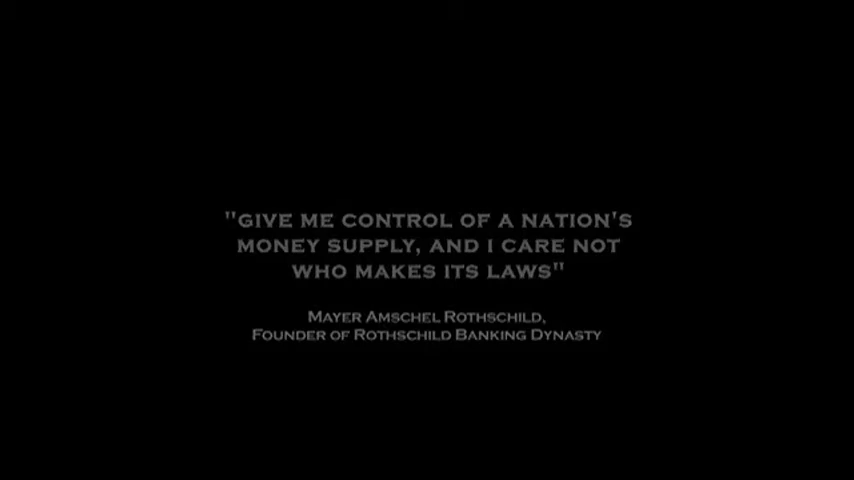 "GIVE ME CONTROL OF A NATION'S
MONEY SUPPLY, AND I CARE NOT
WHO MAKES ITS LAWS"
MAYER AMSCHEL ROTHSCHILD,
FOUNDER OF ROTHSCHILD BANKING DYNASTY